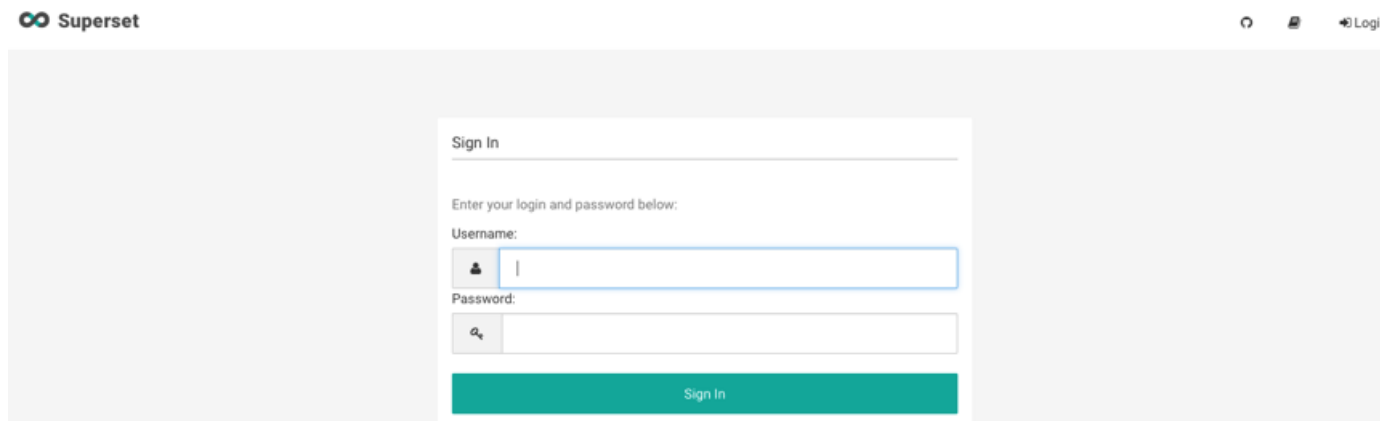 Superset
Logi
Sign In
Enter your login and password below:
Username:
Password:
Sign In